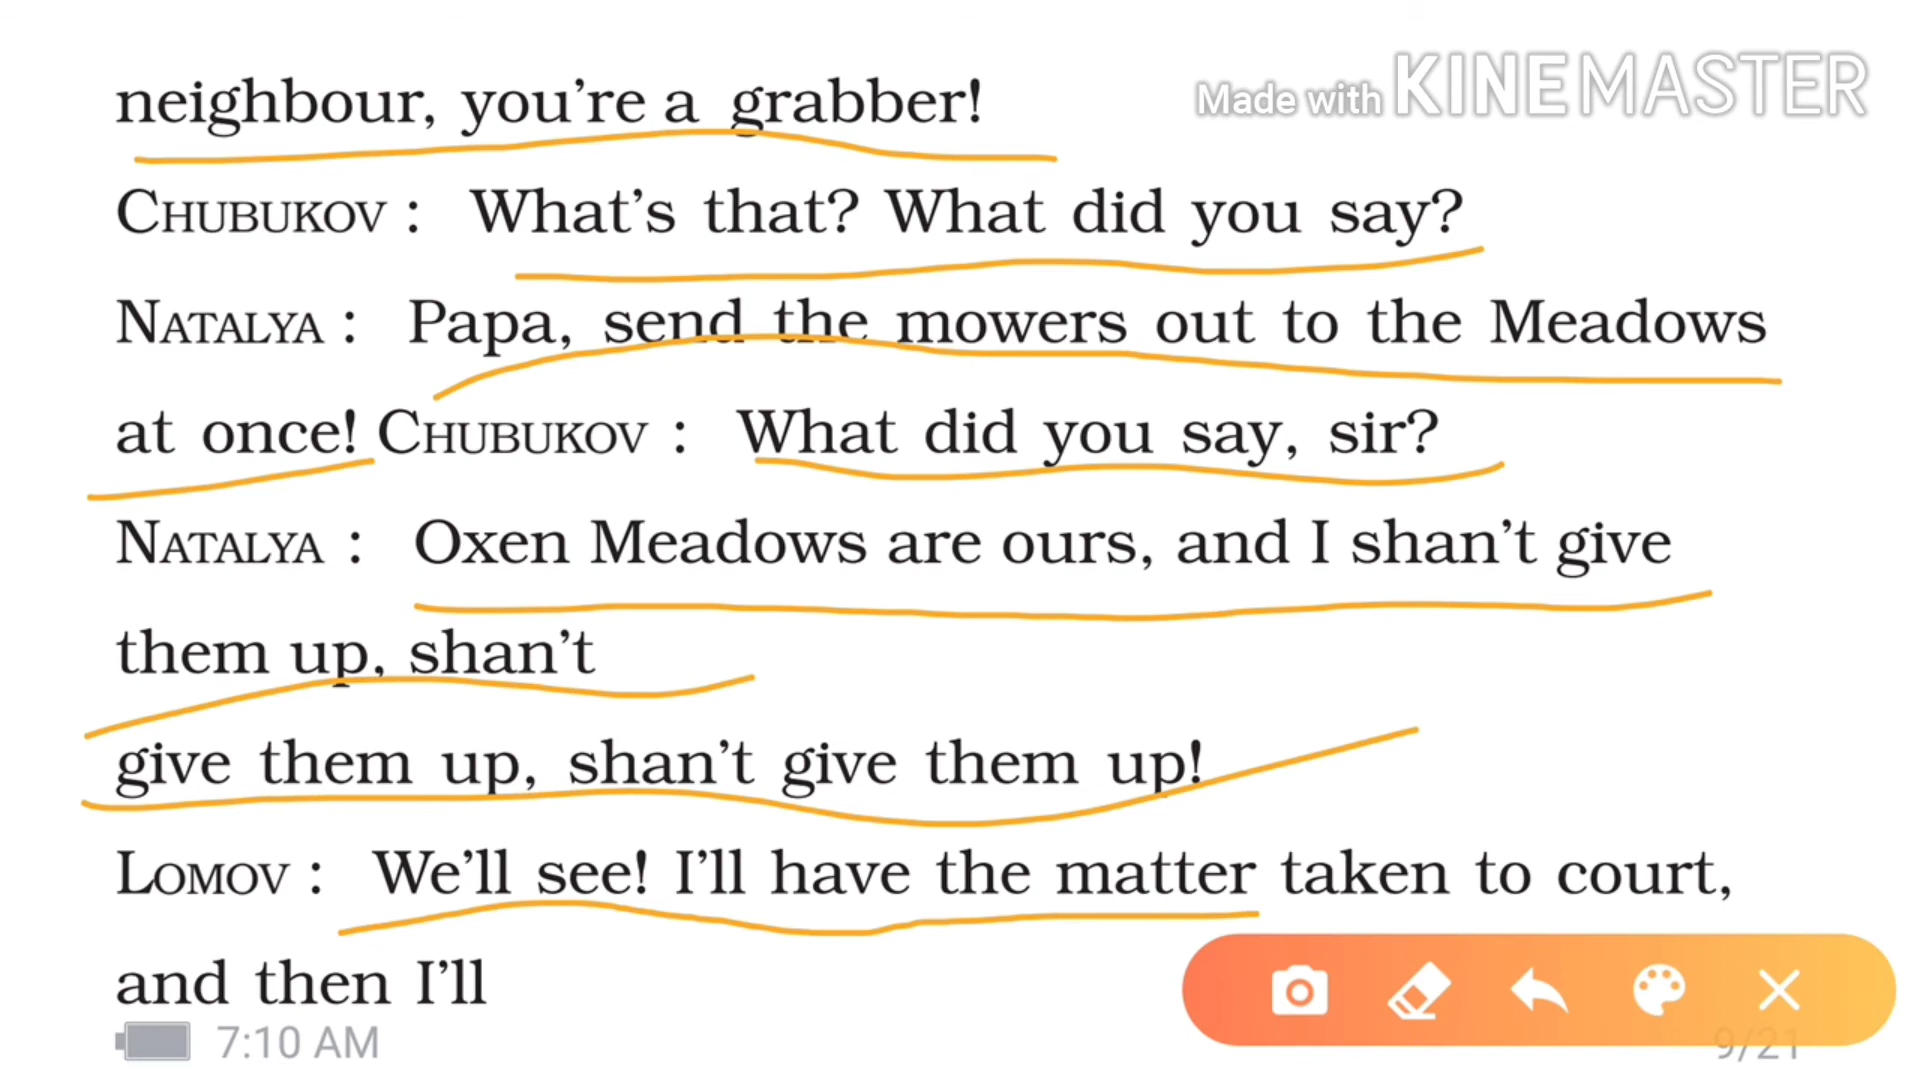 Made with KINEMASTER
neighbour, you're a grabber!
CHUBUKOV : What's that? What did you say?
NATALYA : Papa, send the mowers out to the Meadows
at once! CHUBUKOV : What did you say, sir?
NATALYA : Oxen Meadows are ours, and I shan't give
them up, shan't
give them up, shan't give them up!
LOMOV : We'll see! I'll have the matter taken to court,
and then I'll
7:10 AM
9/21